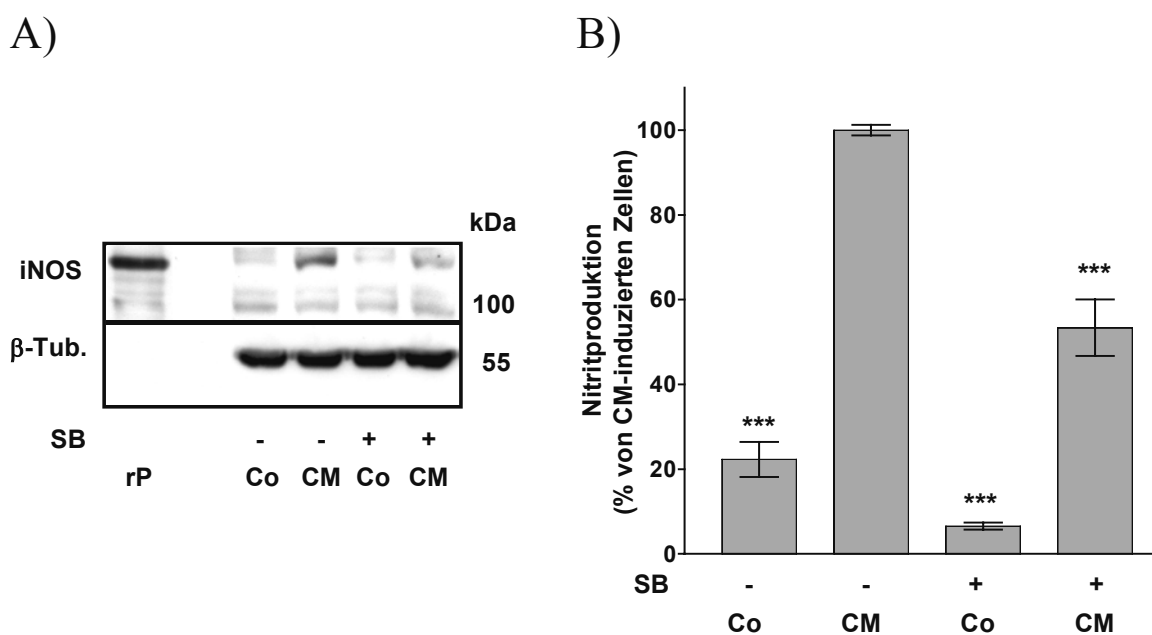 A)
kDa
iNOS
100
β-Tub.
55
SB - - + +
rP Co CM Co CM
B)
Nitritproduktion
(% von CM-induzierten Zellen)
100
80
60
40
20
0
***
***
***
SB - - + +
Co CM Co CM